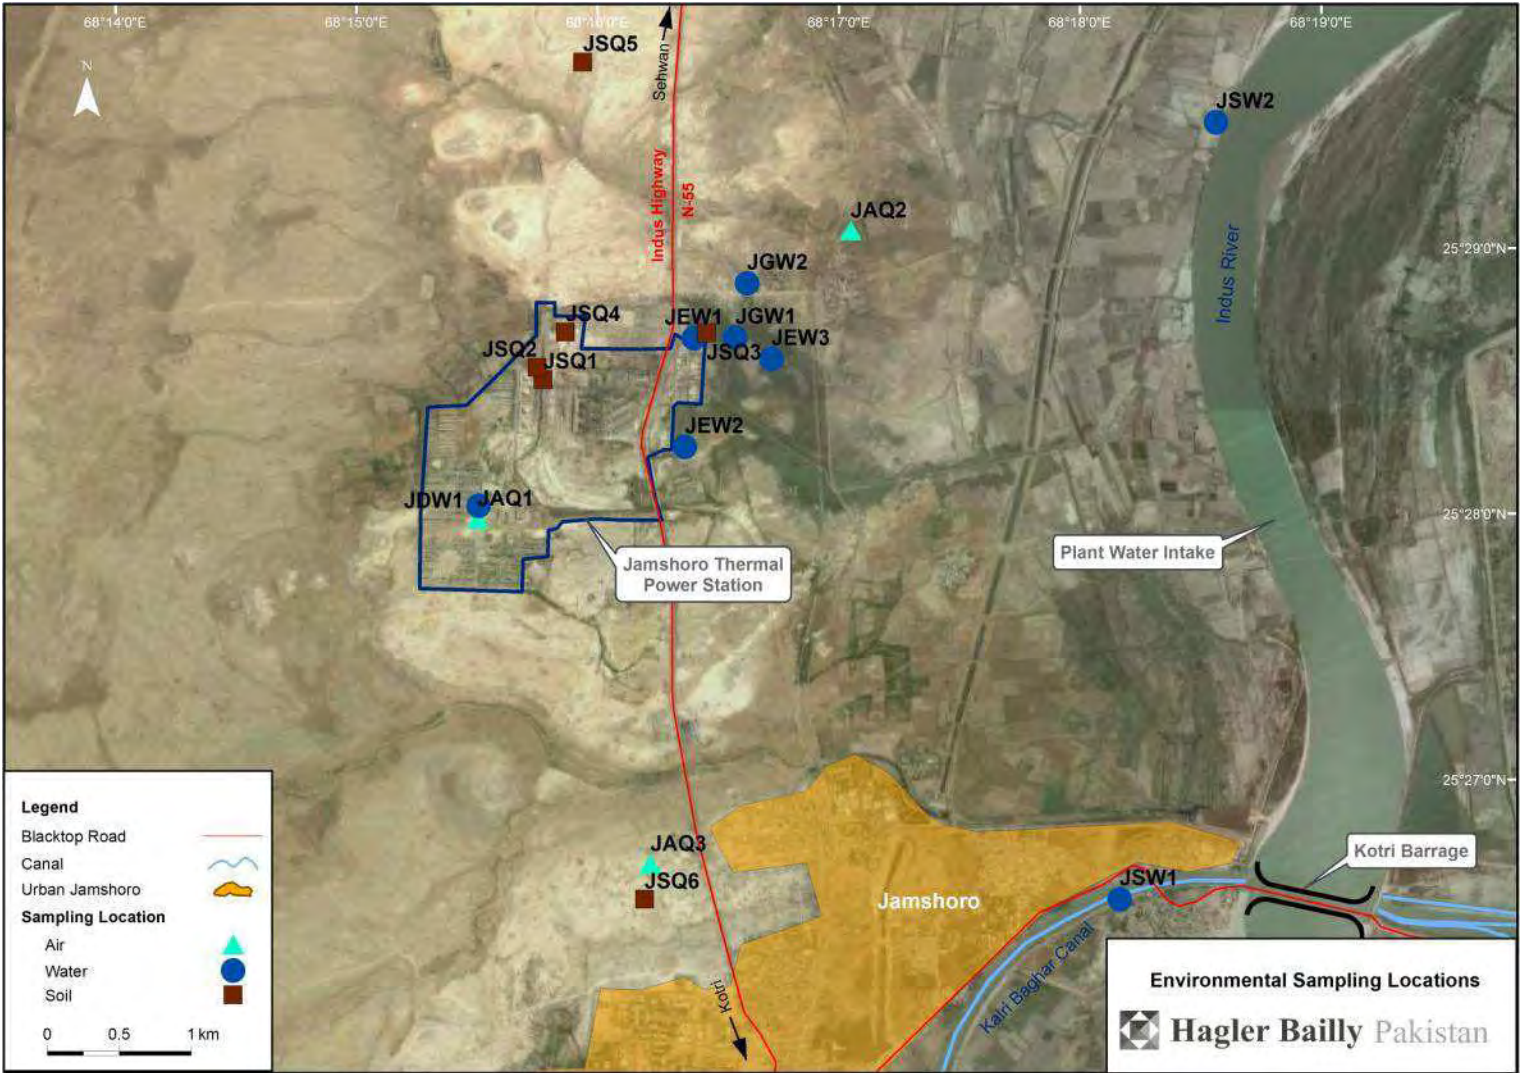 68°14'0"E
68°15'0"E
68°16'0"E
68°17'0"E
68°18'0"E
68°19'0"E
N
JSQ5
Sehwan
JSW2
Indus Highway
N-55
JAQ2
25°29'0"N
JGW2
Indus River
JSQ4
JEW1
JGW1
JSQ3
JEW3
JSQ2
JSQ1
JEW2
JDW1
JAQ1
25°28'0"N
Plant Water Intake
Jamshoro Thermal
Power Station
25°27'0"N
JAQ3
JSQ6
Kotri Barrage
JSW1
Jamshoro
Kalri Baghar Canal
Kotri
Legend
Blacktop Road
Canal
Urban Jamshoro
Sampling Location
Air
Water
Soil
0 0.5 1 km
Environmental Sampling Locations
Hagler Bailly Pakistan